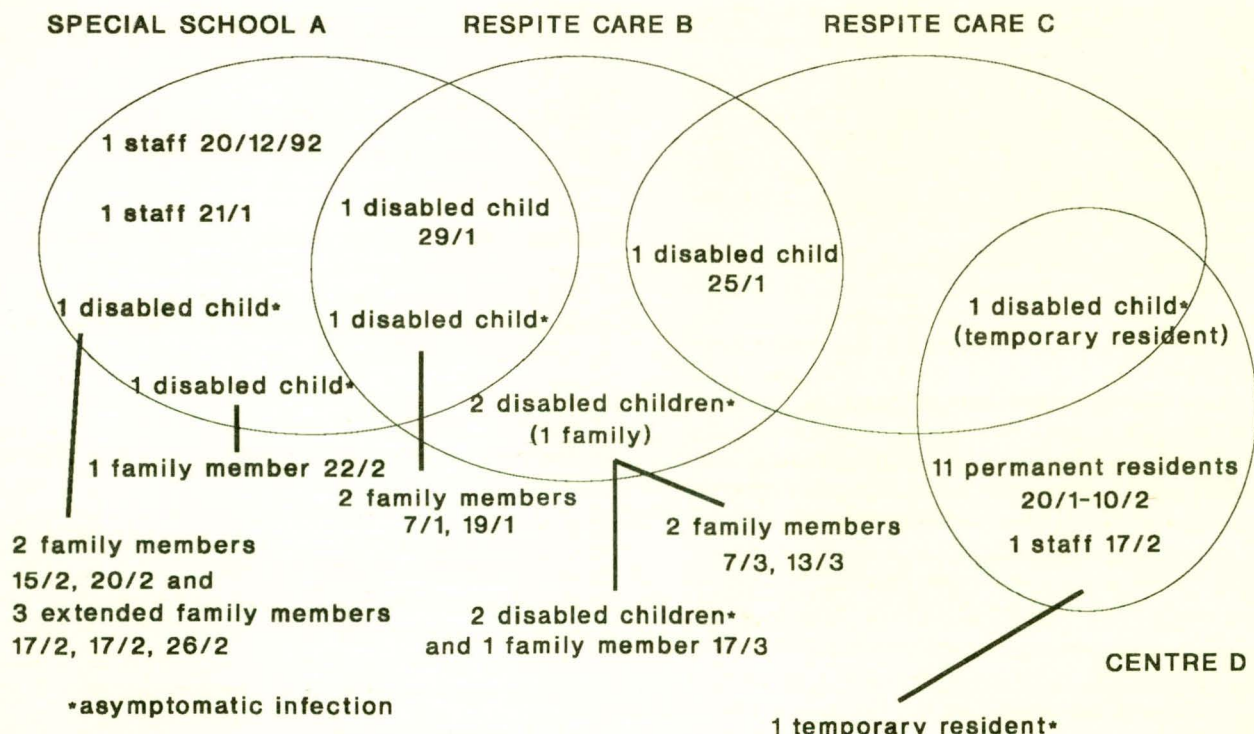 SPECIAL SCHOOL A
RESPITE CARE B
RESPITE CARE C
1 staff 20/12/92
1 staff 21/1
1 disabled child*
1 disabled child*
1 family member 22/2
2 family members
15/2, 20/2 and
3 extended family members
17/2, 17/2, 26/2
1 disabled child
29/1
1 disabled child*
2 family members
7/1, 19/1
2 disabled children*
(1 family)
2 family members
7/3, 13/3
2 disabled children*
and 1 family member 17/3
1 disabled child
25/1
1 disabled child*
(temporary resident)
11 permanent residents
20/1-10/2
1 staff 17/2
CENTRE D
1 temporary resident*
*asymptomatic infection